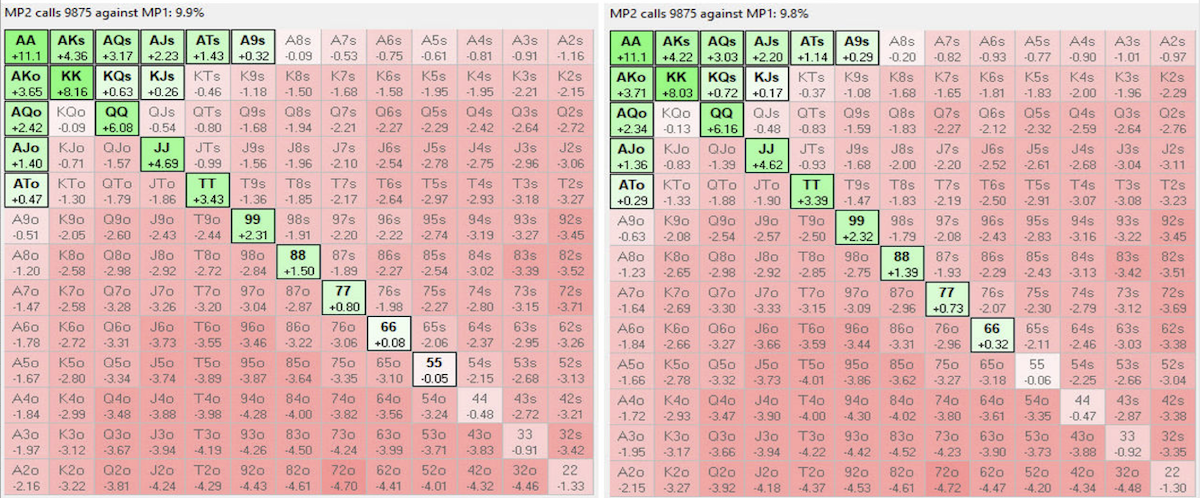 MP2 calls 9875 against MP1: 9.9%
AA AKs AQs AJs ATs A9s A8s A7s A6s A5s A4s A3s A2s
+11.1 +4.36 +3.17 +2.23 +1.43 +0.32 -0.09 -0.53 -0.75 -0.61 -0.81 -0.91 -1.16
AKo KK KQs KJs KTs K9s K8s K7s K6s K5s K4s K3s K2s
+3.65 +8.16 +0.63 +0.26 -0.46 -1.18 -1.50 -1.68 -1.58 -1.95 -1.95 -2.21 -2.15
AQo KQo QQ QJs QTs Q9s Q8s Q7s Q6s Q5s Q4s Q3s Q2s
+2.42 -0.09 +6.08 -0.54 -0.80 -1.68 -1.94 -2.21 -2.27 -2.29 -2.42 -2.64 -2.72
AJo KJo QJo JJ JTs J9s J8s J7s J6s J5s J4s J3s J2s
+1.40 -0.71 -1.57 +4.69 -0.99 -1.56 -1.96 -2.10 -2.54 -2.78 -2.75 -2.96 -3.06
ATo KTo QTo JTo TT T9s T8s T7s T6s T5s T4s T3s T2s
+0.47 -1.30 -1.79 -1.86 +3.43 -1.36 -1.85 -2.17 -2.64 -2.97 -2.93 -3.18 -3.27
A9o K9o Q9o J9o T9o 99 98s 97s 96s 95s 94s 93s 92s
-0.51 -2.05 -2.60 -2.43 -2.44 +2.31 -1.91 -2.20 -2.22 -2.74 -3.19 -3.27 -3.45
A8o K8o Q8o J8o T8o 98o 88 87s 86s 85s 84s 83s 82s
-1.20 -2.58 -2.98 -2.92 -2.72 -2.84 +1.50 -1.89 -2.27 -2.54 -3.02 -3.39 -3.52
A7o K7o Q7o J7o T7o 97o 87o 77 76s 75s 74s 73s 72s
-1.47 -2.58 -3.28 -3.26 -3.20 -3.04 -2.87 +0.80 -1.98 -2.27 -2.80 -3.15 -3.71
A6o K6o Q6o J6o T6o 96o 86o 76o 66 65s 64s 63s 62s
-1.78 -2.72 -3.31 -3.73 -3.55 -3.46 -3.22 -3.06 +0.08 -2.06 -2.37 -2.95 -3.26
A5o K5o Q5o J5o T5o 95o 85o 75o 65o 55 54s 53s 52s
-1.67 -2.80 -3.34 -3.74 -3.89 -3.87 -3.64 -3.35 -3.10 -0.05 -2.15 -2.68 -3.13
A4o K4o Q4o J4o T4o 94o 84o 74o 64o 54o 44 43s 42s
-1.84 -2.99 -3.48 -3.88 -3.98 -4.28 -4.00 -3.82 -3.56 -3.24 -0.48 -2.72 -3.21
A3o K3o Q3o J3o T3o 93o 83o 73o 63o 53o 43o 33 32s
-1.97 -3.12 -3.67 -3.94 -4.19 -4.26 -4.50 -3.94 -3.71 -3.83 -0.91 -3.42
A2o K2o Q2o J2o T2o 92o 82o 72o 62o 52o 42o 32o 22
-2.16 -3.22 -3.81 -4.24 -4.29 -4.43 -4.61 -4.70 -4.41 -4.01 -4.32 -4.46 -1.33
MP2 calls 9875 against MP1: 9.8%
AA AKs AQs AJs ATs A9s A8s A7s A6s A5s A4s A3s A2s
+11.1 +4.22 +3.03 +2.20 +1.14 +0.29 -0.20 -0.82 -0.93 -0.77 -0.90 -1.01 -0.97
AKo KK KQs KJs KTs K9s K8s K7s K6s K5s K4s K3s K2s
+3.71 +8.03 +0.72 +0.17 -0.37 -1.08 -1.68 -1.65 -1.81 -1.83 -2.00 -1.96 -2.29
AQo KQo QQ QJs QTs Q9s Q8s Q7s Q6s Q5s Q4s Q3s Q2s
+2.34 -0.13 +6.16 -0.48 -0.83 -1.59 -1.83 -2.27 -2.12 -2.32 -2.59 -2.64 -2.76
AJo KJo QJo JJ JTs J9s J8s J7s J6s J5s J4s J3s J2s
+1.36 -0.83 -1.39 +4.62 -0.93 -1.68 -2.00 -2.20 -2.52 -2.61 -2.68 -3.04 -3.11
ATo KTo QTo JTo TT T9s T8s T7s T6s T5s T4s T3s T2s
+0.29 -1.33 -1.88 -1.90 +3.39 -1.47 -1.83 -2.19 -2.50 -2.91 -3.07 -3.08 -3.23
A9o K9o Q9o J9o T9o 99 98s 97s 96s 95s 94s 93s 92s
-0.63 -2.08 -2.54 -2.57 -2.50 +2.32 -1.79 -2.08 -2.43 -2.83 -3.16 -3.22 -3.45
A8o K8o Q8o J8o T8o 98o 88 87s 86s 85s 84s 83s 82s
-1.23 -2.65 -2.98 -2.92 -2.85 -2.75 +1.39 -1.93 -2.29 -2.43 -3.13 -3.42 -3.51
A7o K7o Q7o J7o T7o 97o 87o 77 76s 75s 74s 73s 72s
-1.64 -2.69 -3.30 -3.33 -3.15 -3.09 -2.96 +0.73 -2.07 -2.30 -2.79 -3.12 -3.69
A6o K6o Q6o J6o T6o 96o 86o 76o 66 65s 64s 63s 62s
-1.84 -2.66 -3.27 -3.66 -3.59 -3.44 -3.31 -2.96 +0.32 -2.11 -2.46 -3.03 -3.38
A5o K5o Q5o J5o T5o 95o 85o 75o 65o 55 54s 53s 52s
-1.66 -2.78 -3.32 -3.73 -4.01 -3.86 -3.62 -3.27 -3.18 -0.06 -2.25 -2.66 -3.04
A4o K4o Q4o J4o T4o 94o 84o 74o 64o 54o 44 43s 42s
-1.72 -2.93 -3.47 -3.90 -4.00 -4.30 -4.02 -3.80 -3.61 -3.35 -0.47 -2.87 -3.38
A3o K3o Q3o J3o T3o 93o 83o 73o 63o 53o 43o 33 32s
-1.95 -3.17 -3.66 -3.94 -4.22 -4.42 -4.52 -4.23 -3.90 -3.73 -3.88 -0.92 -3.35
A2o K2o Q2o J2o T2o 92o 82o 72o 62o 52o 42o 32o 22
-2.15 -3.27 -3.92 -4.18 -4.37 -4.53 -4.61 -4.72 -4.47 -4.20 -4.34 -4.48 -1.30